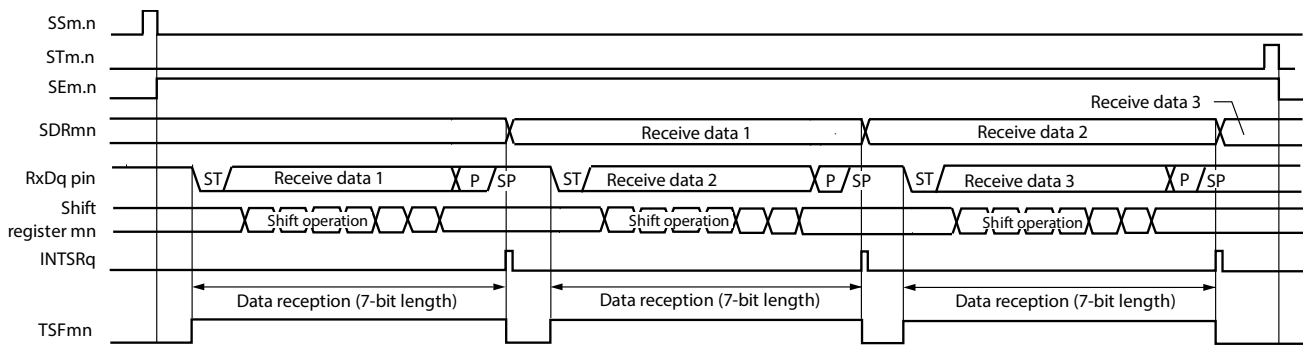 SSm.n
STm.n
SEm.n
Receive data 3
SDRmn
Receive data 1
Receive data 2
RxDq pin
ST
Receive data 1
P
SP
ST
Receive data 2
P
SP
ST
Receive data 3
P
SP
Shift
register mn
Shift operation
Shift operation
Shift operation
INTSRq
Data reception (7-bit length)
Data reception (7-bit length)
Data reception (7-bit length)
TSFmn